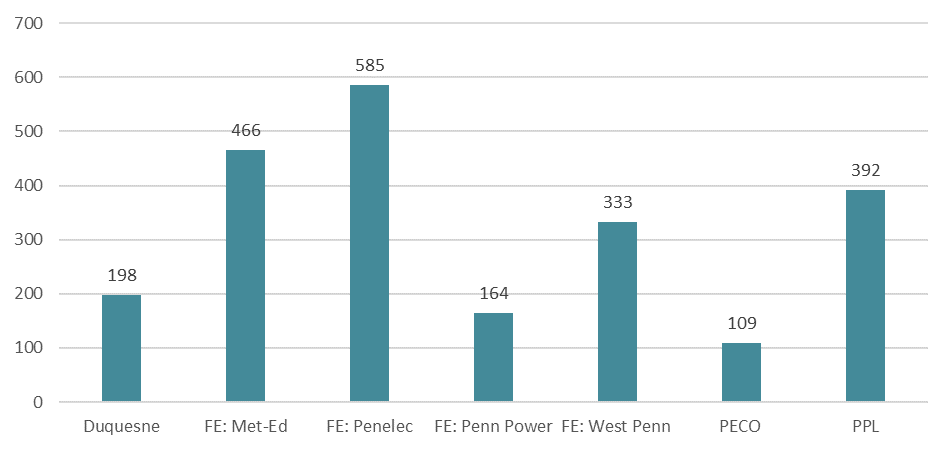 700
600
500
400
300
200
100
0
198
466
585
164
333
109
392
Duquesne
FE: Met-Ed
FE: Penelec
FE: Penn Power
FE: West Penn
PECO
PPL